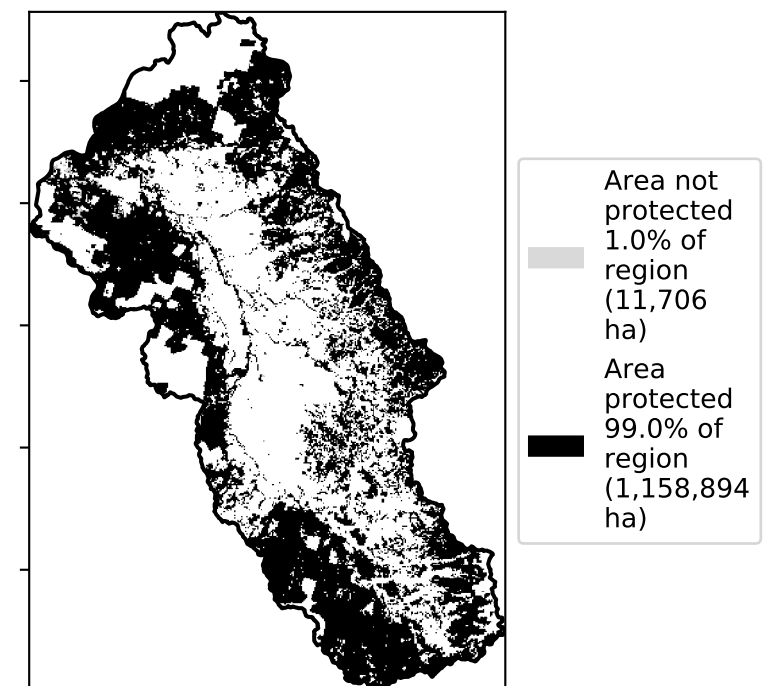 Area not
protected
1.0% of
region
(11,706
ha)
Area
protected
99.0% of
region
(1,158,894
ha)